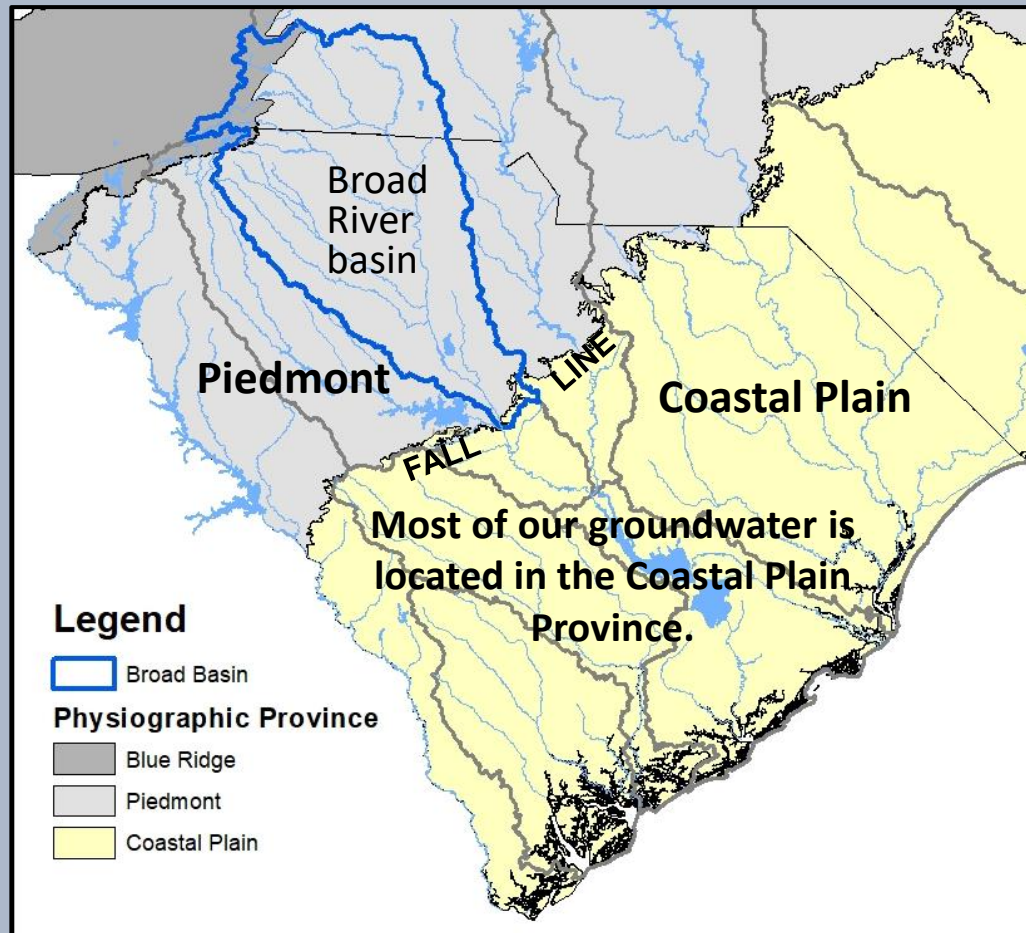 Broad
River
basin
Piedmont
FALL
LINE
Coastal Plain
Most of our groundwater is
located in the Coastal Plain
Province.
Legend
Broad Basin
Physiographic Province
Blue Ridge
Piedmont
Coastal Plain